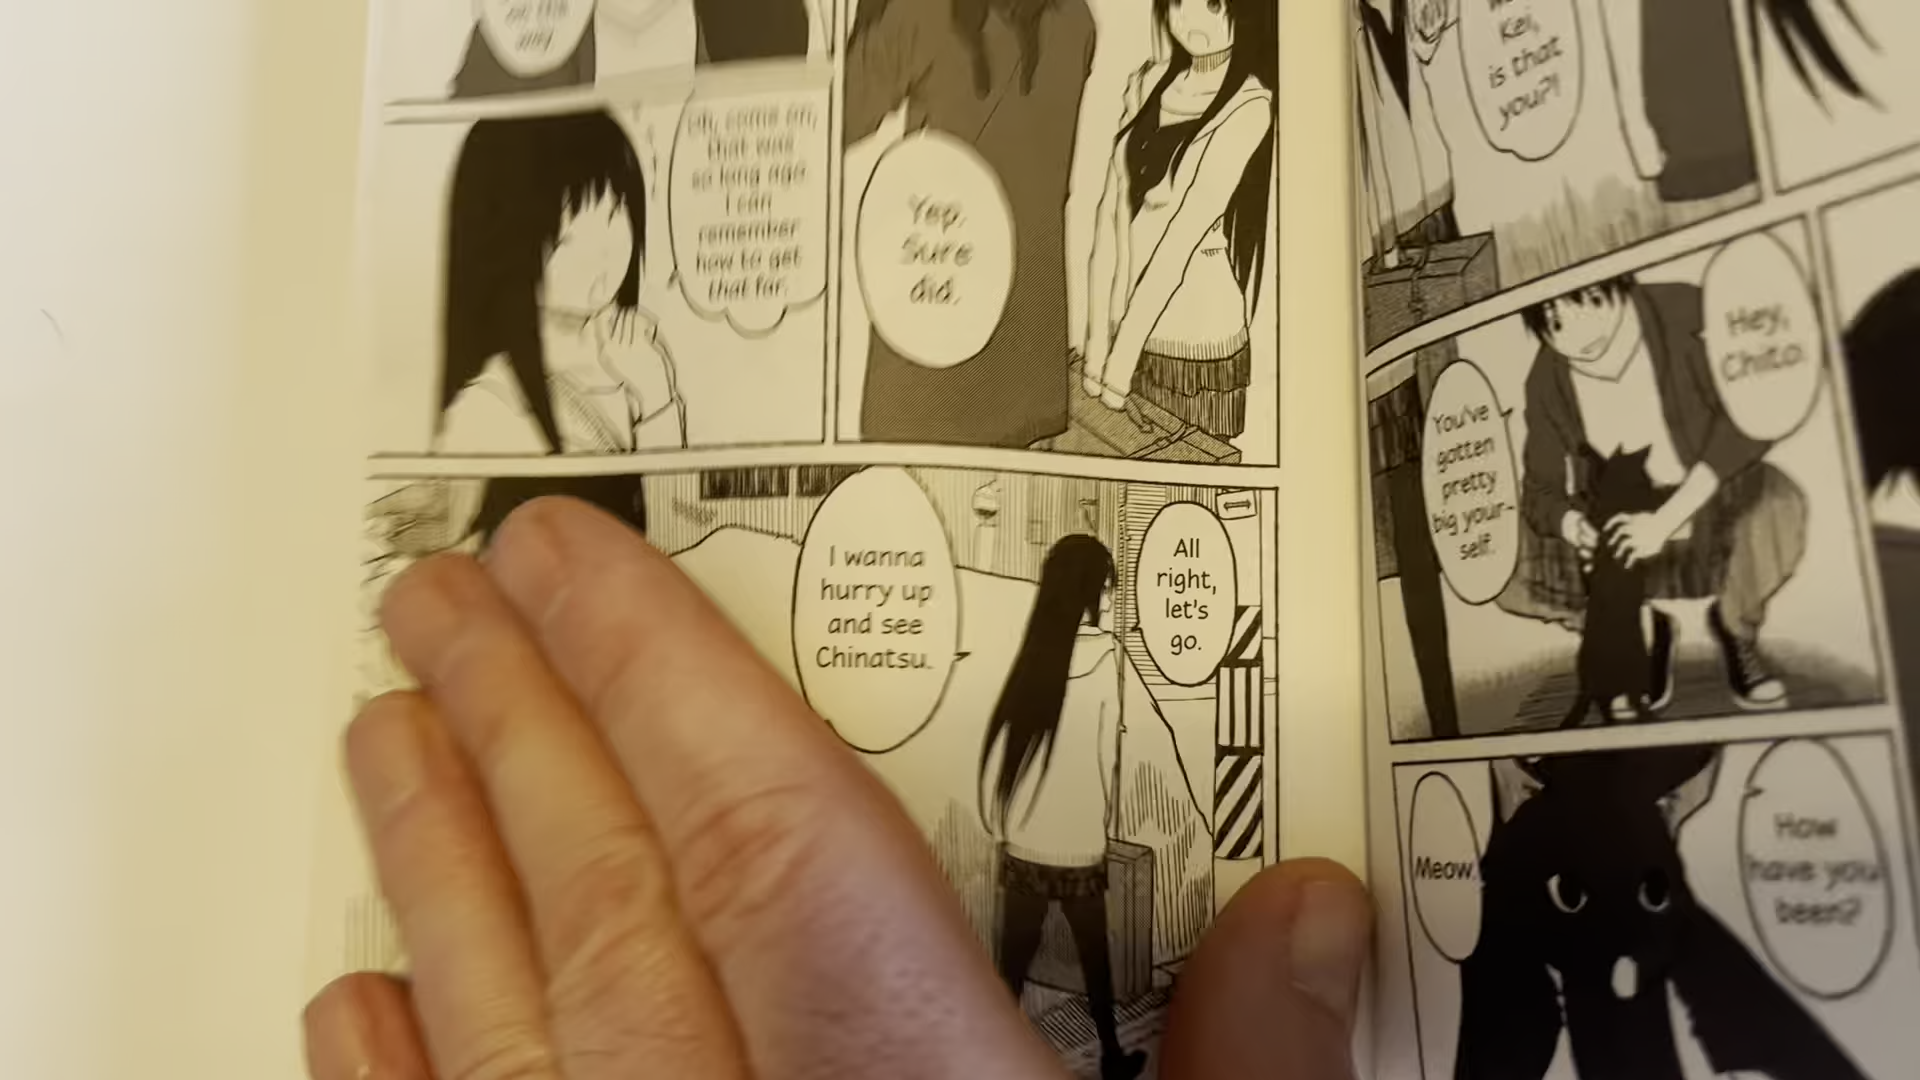 Kei,
is that
you?!
Hey,
Chito.
You've
gotten
pretty
big your-
self.
How
have you
been?
Meow.
Yep.
Sure
did.
Oh, come on,
that was
so long ago.
I can
remember
how to get
that far.
All
right,
let's
go.
I wanna
hurry up
and see
Chinatsu.